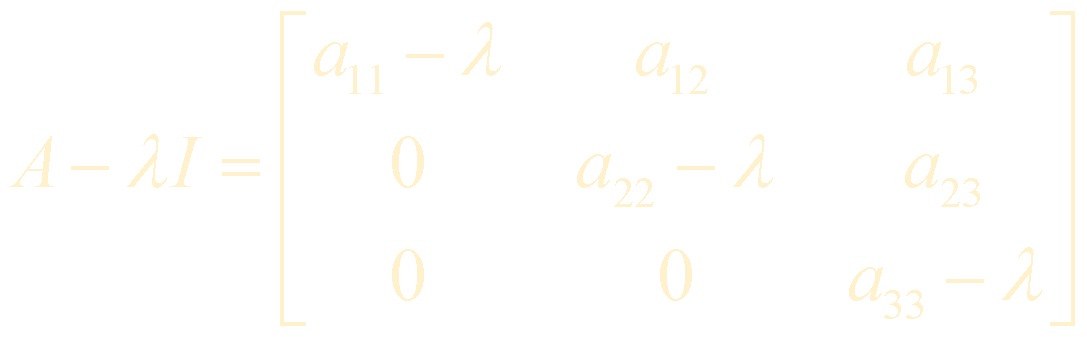 A − λI = [ a₁₁ − λ  a₁₂  a₁₃
0  a₂₂ − λ  a₂₃
0  0  a₃₃ − λ ]